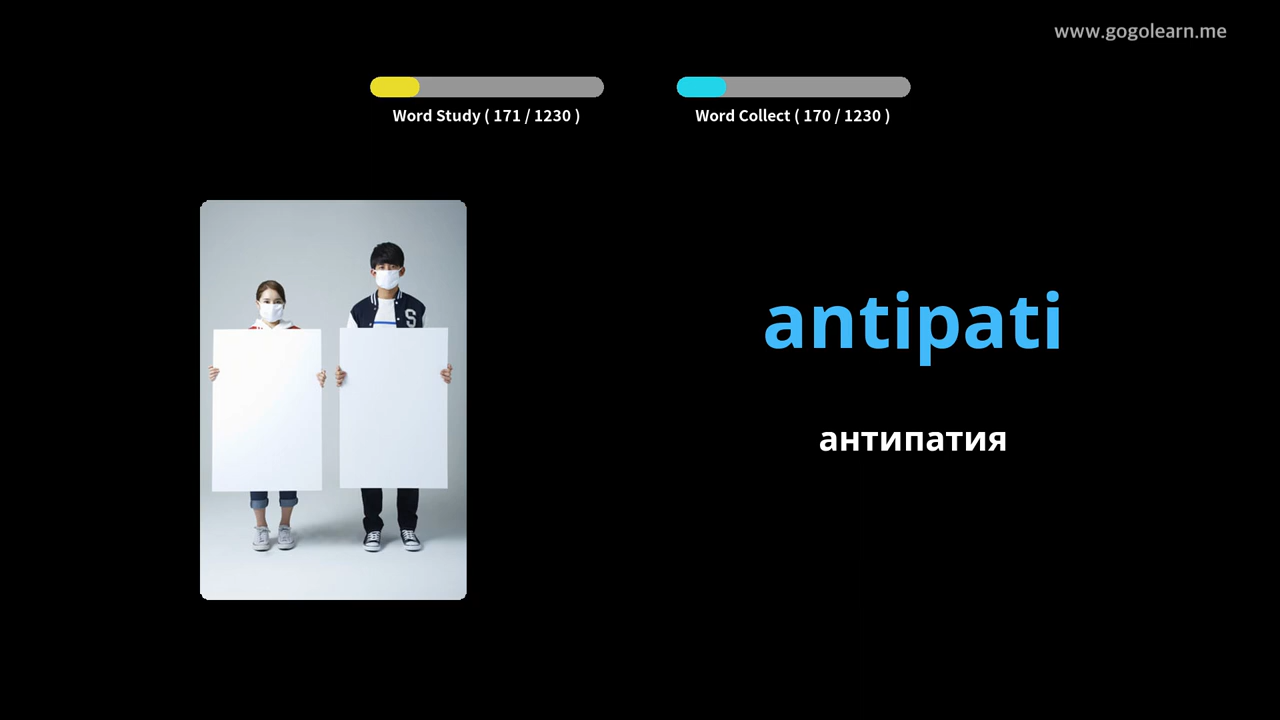 www.gogolearn.me
Word Study ( 171 / 1230 )
Word Collect ( 170 / 1230 )
S
antipati
антипатия